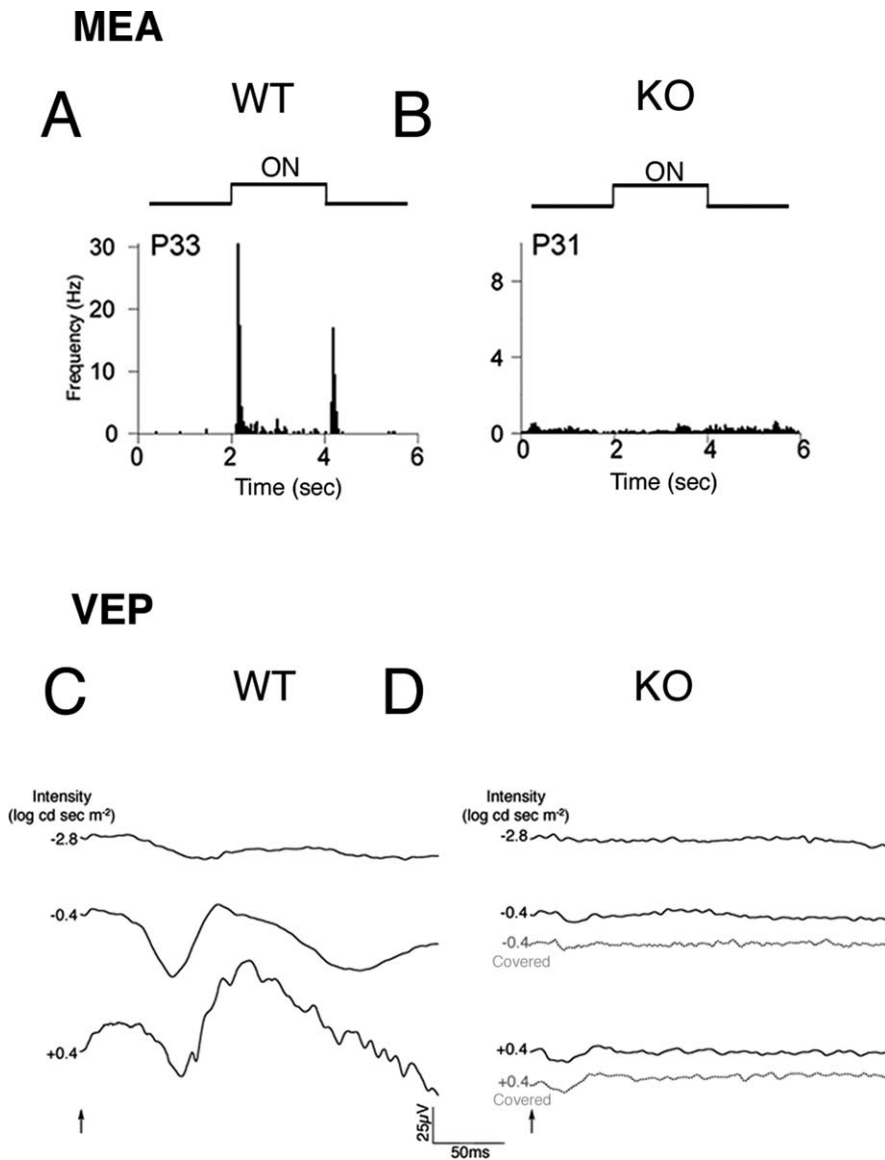 MEA
A
WT
B
KO
ON
ON
P33
P31
Frequency (Hz)
30
20
10
0
0
2
4
6
Time (sec)
8
4
0
0
2
4
6
Time (sec)
VEP
C
WT
D
KO
Intensity
(log cd sec m⁻²)
-2.8
-0.4
+0.4
Intensity
(log cd sec m⁻²)
-2.8
-0.4
-0.4
Covered
+0.4
+0.4
Covered
25μV
50ms